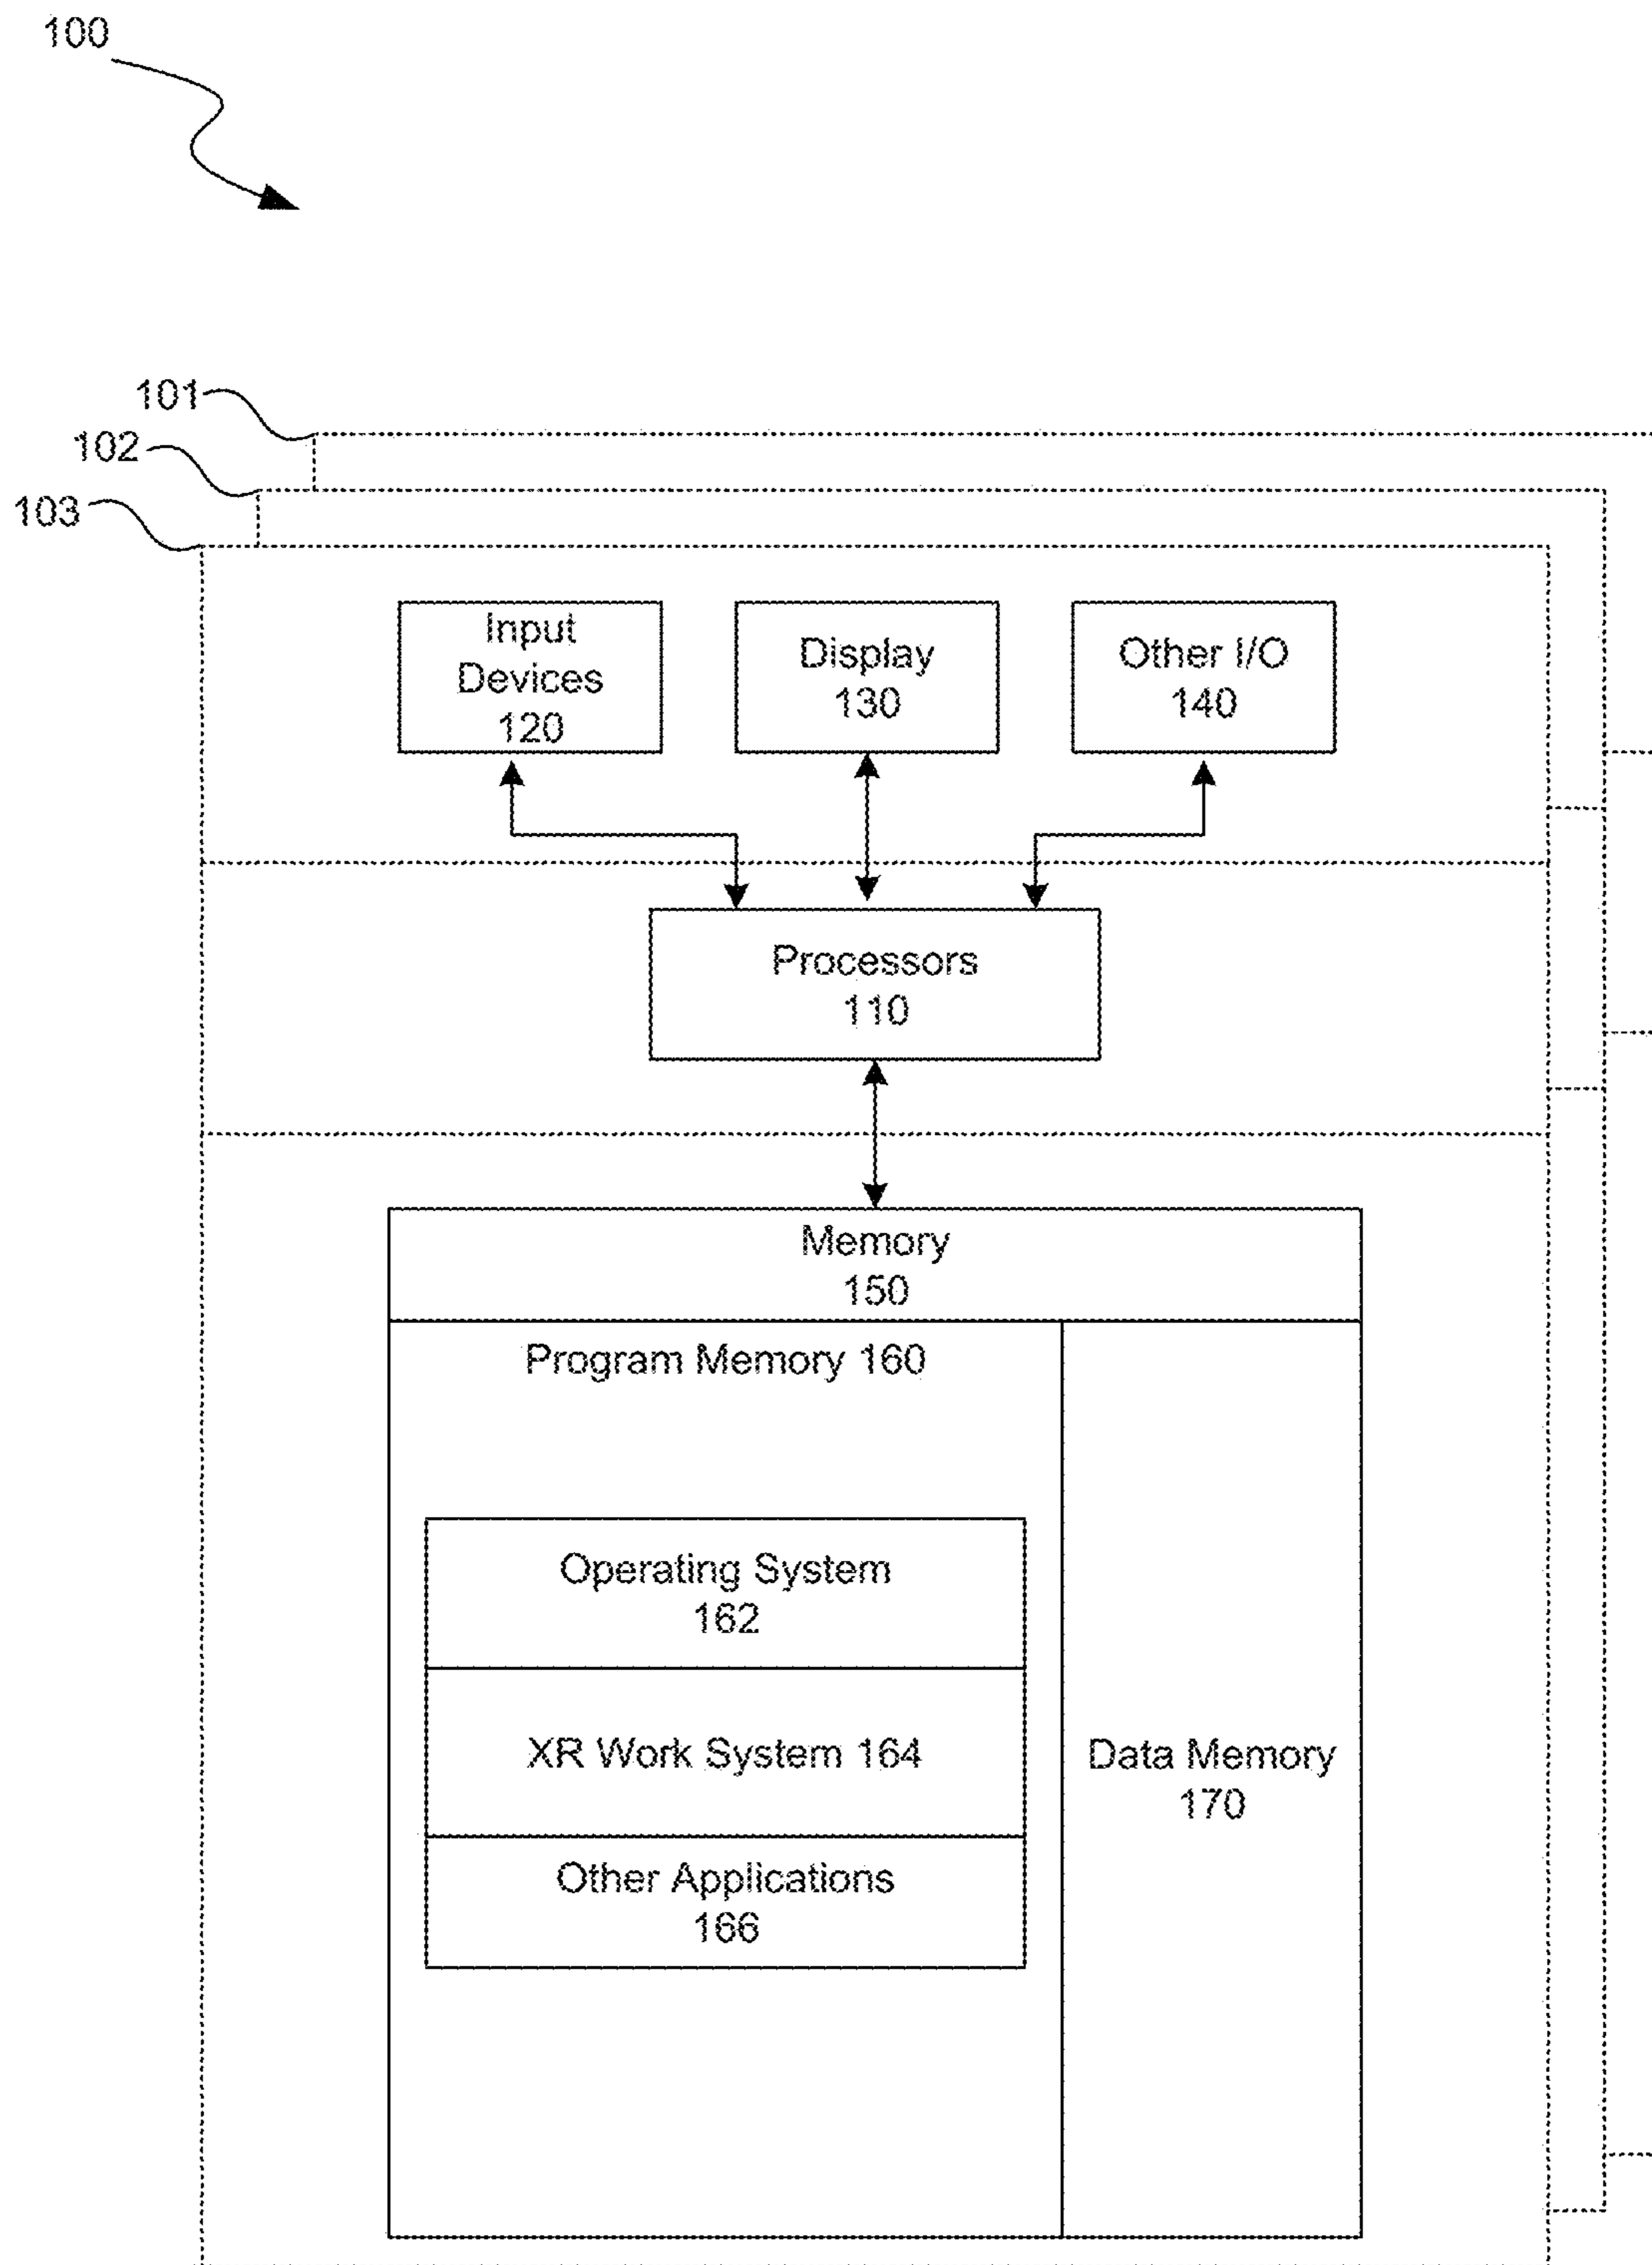 100
101
102
103
Input
Devices
120
Display
130
Other I/O
140
Processors
110
Memory
150
Program Memory 160
Operating System
162
XR Work System 164
Other Applications
166
Data Memory
170